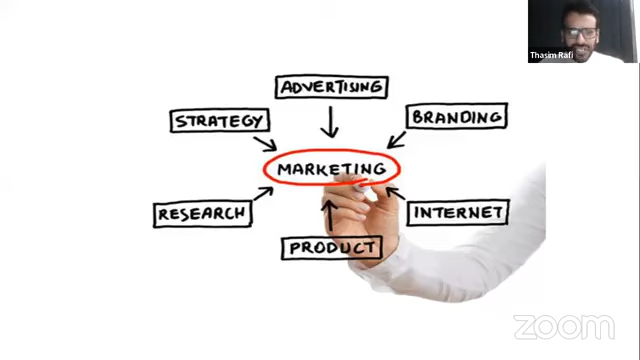 Thasim Rafi
ADVERTISING
STRATEGY
BRANDING
MARKETING
RESEARCH
INTERNET
PRODUCT
zoom